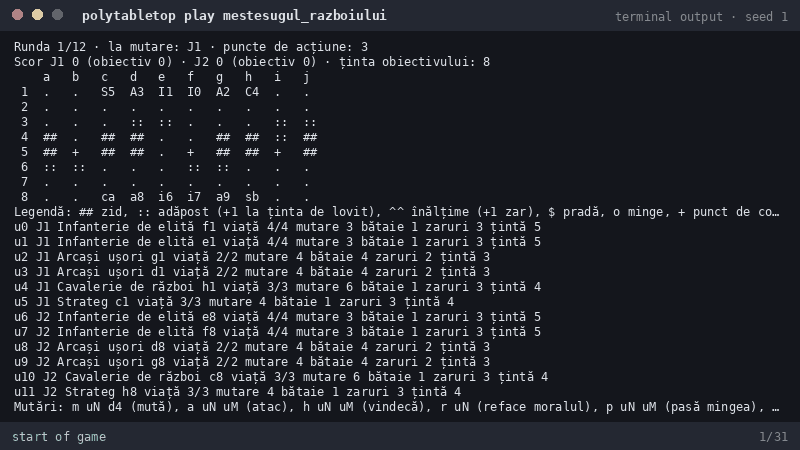 polytabletop play mestesugul_razboiului
terminal output · seed 1
Runda 1/12 · la mutare: J1 · puncte de acțiune: 3
Scor J1 0 (obiectiv 0) · J2 0 (obiectiv 0) · ținta obiectivului: 8
    a  b  c  d  e  f  g  h  i  j
 1  .  .  S5 A3 I1 I0 A2 C4 .  .
 2  .  .  .  .  .  .  .  .  .  .
 3  .  .  .  :: :: .  .  .  :: ::
 4  ## .  ## ## .  .  ## ## :: ##
 5  ## +  ## ## .  +  ## ## +  ##
 6  :: :: .  .  .  :: :: .  .  .
 7  .  .  .  .  .  .  .  .  .  .
 8  .  .  ca a8 i6 i7 a9 sb .  .
Legendă: ## zid, :: adăpost (+1 la ținta de lovit), ^^ înălțime (+1 zar), $ pradă, o minge, + punct de co…
u0 J1 Infanterie de elită f1 viață 4/4 mutare 3 bătaie 1 zaruri 3 țintă 5
u1 J1 Infanterie de elită e1 viață 4/4 mutare 3 bătaie 1 zaruri 3 țintă 5
u2 J1 Arcași ușori g1 viață 2/2 mutare 4 bătaie 4 zaruri 2 țintă 3
u3 J1 Arcași ușori d1 viață 2/2 mutare 4 bătaie 4 zaruri 2 țintă 3
u4 J1 Cavalerie de război h1 viață 3/3 mutare 6 bătaie 1 zaruri 3 țintă 4
u5 J1 Strateg c1 viață 3/3 mutare 4 bătaie 1 zaruri 3 țintă 4
u6 J2 Infanterie de elită e8 viață 4/4 mutare 3 bătaie 1 zaruri 3 țintă 5
u7 J2 Infanterie de elită f8 viață 4/4 mutare 3 bătaie 1 zaruri 3 țintă 5
u8 J2 Arcași ușori d8 viață 2/2 mutare 4 bătaie 4 zaruri 2 țintă 3
u9 J2 Arcași ușori g8 viață 2/2 mutare 4 bătaie 4 zaruri 2 țintă 3
u10 J2 Cavalerie de război c8 viață 3/3 mutare 6 bătaie 1 zaruri 3 țintă 4
u11 J2 Strateg h8 viață 3/3 mutare 4 bătaie 1 zaruri 3 țintă 4
Mutări: m uN d4 (mută), a uN uM (atac), h uN uM (vindecă), r uN (reface moralul), p uN uM (pasă mingea), …
start of game
1/31